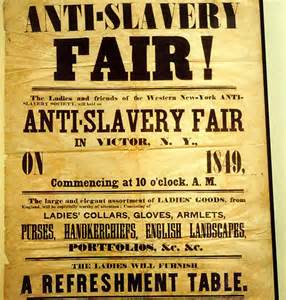 ANTI-SLAVERY
FAIR!
The Ladies and friends of the Western New-York ANTI-
SLAVERY SOCIETY, will hold an
ANTI-SLAVERY FAIR
IN VICTOR, N. Y.,
ON 1849,
Commencing at 10 o'clock, A. M.
The large and elegant assortment of LADIES' GOODS, from
England, will be especially worthy of attention; Consisting of
LADIES' COLLARS, GLOVES, ARMLETS,
PURSES, HANDKERCHIEFS, ENGLISH LANDSCAPES,
PORTFOLIOS, &c. &c.
THE LADIES WILL FURNISH
A REFRESHMENT TABLE.